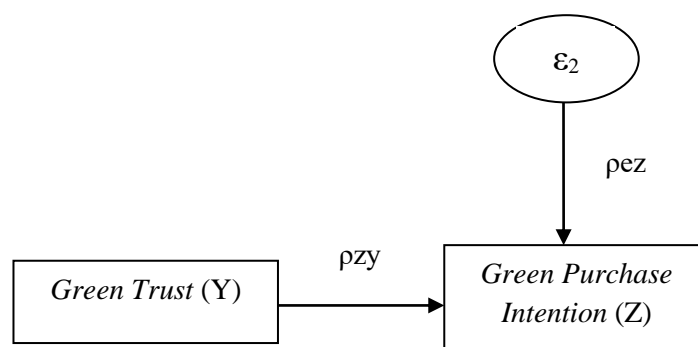 ε2
ρez
ρzy
Green Trust (Y)
Green Purchase
Intention (Z)